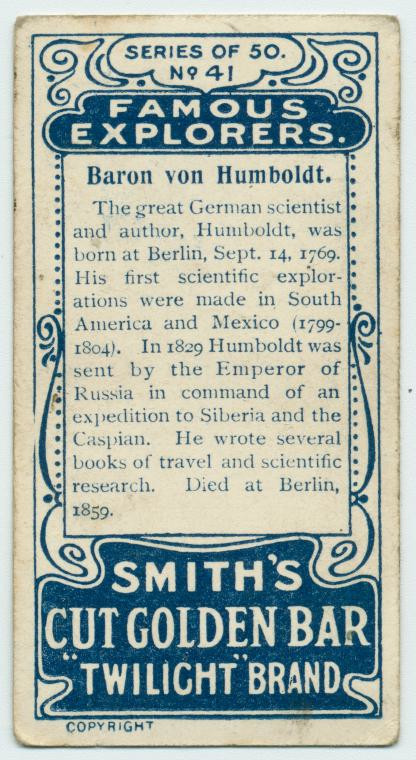 SERIES OF 50.
Nº 41
FAMOUS
EXPLORERS.
Baron von Humboldt.
The great German scientist
and author, Humboldt, was
born at Berlin, Sept. 14, 1769.
His first scientific explor-
ations were made in South
America and Mexico (1799-
1804). In 1829 Humboldt was
sent by the Emperor of
Russia in command of an
expedition to Siberia and the
Caspian. He wrote several
books of travel and scientific
research. Died at Berlin,
1859.
SMITH'S
CUT GOLDEN BAR
"TWILIGHT" BRAND
COPYRIGHT